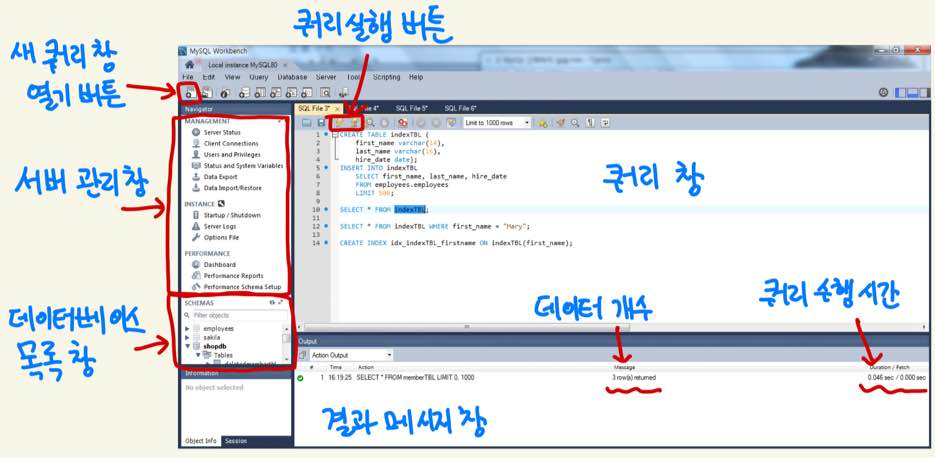 쿼리 실행 버튼
새 쿼리 창
열기 버튼
MySQL Workbench
Local instance MySQL80
File Edit View Query Database Server Tools Scripting Help
Navigator
SQL File 3* File 4* SQL File 5* SQL File 6*
MANAGEMENT
Server Status
Client Connections
Users and Privileges
Status and System Variables
Data Export
Data Import/Restore
INSTANCE
Startup / Shutdown
Server Logs
Options File
PERFORMANCE
Dashboard
Performance Reports
Performance Schema Setup
서버 관리 창
SCHEMAS
Filter objects
employees
sakila
shopdb
Tables
데이터베이스
목록 창
Information
No object selected
Object Info Session
Limit to 1000 rows
1 CREATE TABLE indexTBL (
2 first_name varchar(14),
3 last_name varchar(16),
4 hire_date date);
5 INSERT INTO indexTBL
6 SELECT first_name, last_name, hire_date
7 FROM employees.employees
8 LIMIT 500;
9
10 SELECT * FROM indexTBL;
11
12 SELECT * FROM indexTBL WHERE first_name = "Mary";
13
14 CREATE INDEX idx_indexTBL_firstname ON indexTBL(first_name);
쿼리 창
데이터 개수
쿼리 수행 시간
Output
Action Output
# Time Action Message Duration / Fetch
1 16:19:25 SELECT * FROM memberTBL LIMIT 0, 1000 3 row(s) returned 0.046 sec / 0.000 sec
결과 메시지 창